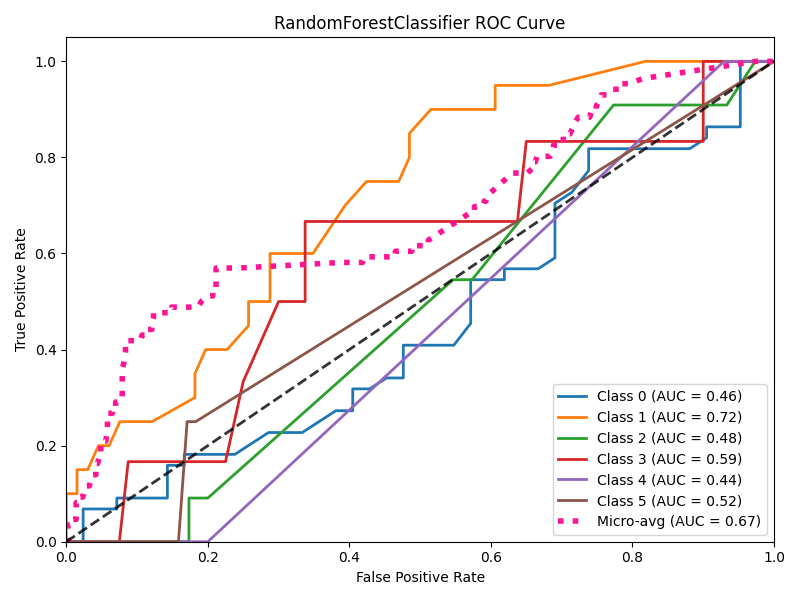 RandomForestClassifier ROC Curve
True Positive Rate
1.0
0.8
0.6
0.4
0.2
0.0
Class 0 (AUC = 0.46)
Class 1 (AUC = 0.72)
Class 2 (AUC = 0.48)
Class 3 (AUC = 0.59)
Class 4 (AUC = 0.44)
Class 5 (AUC = 0.52)
Micro-avg (AUC = 0.67)
0.0 0.2 0.4 0.6 0.8 1.0
False Positive Rate